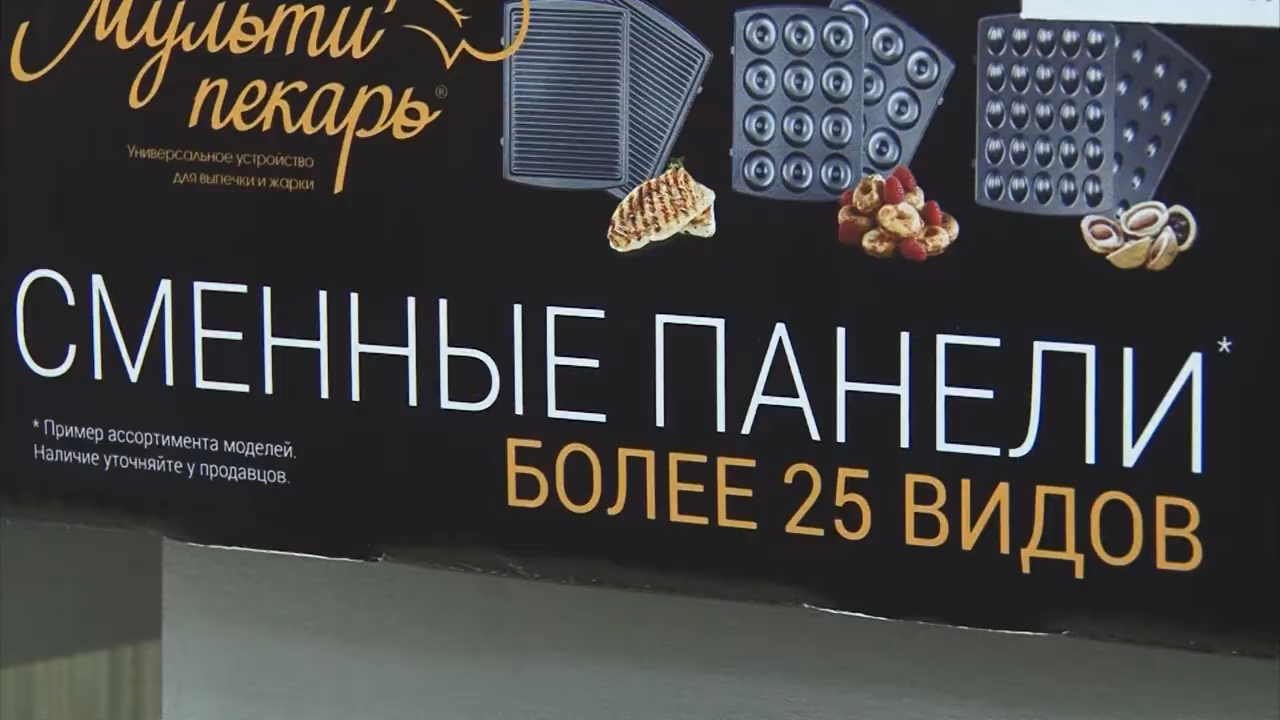 Мульти
пекарь®
Универсальное устройство
для выпечки и жарки
СМЕННЫЕ ПАНЕЛИ*
БОЛЕЕ 25 ВИДОВ
* Пример ассортимента моделей.
Наличие уточняйте у продавцов.